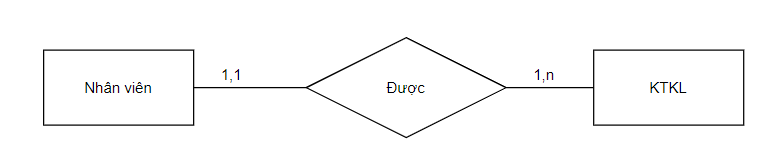 Nhân viên
1,1
Được
1,n
KTKL